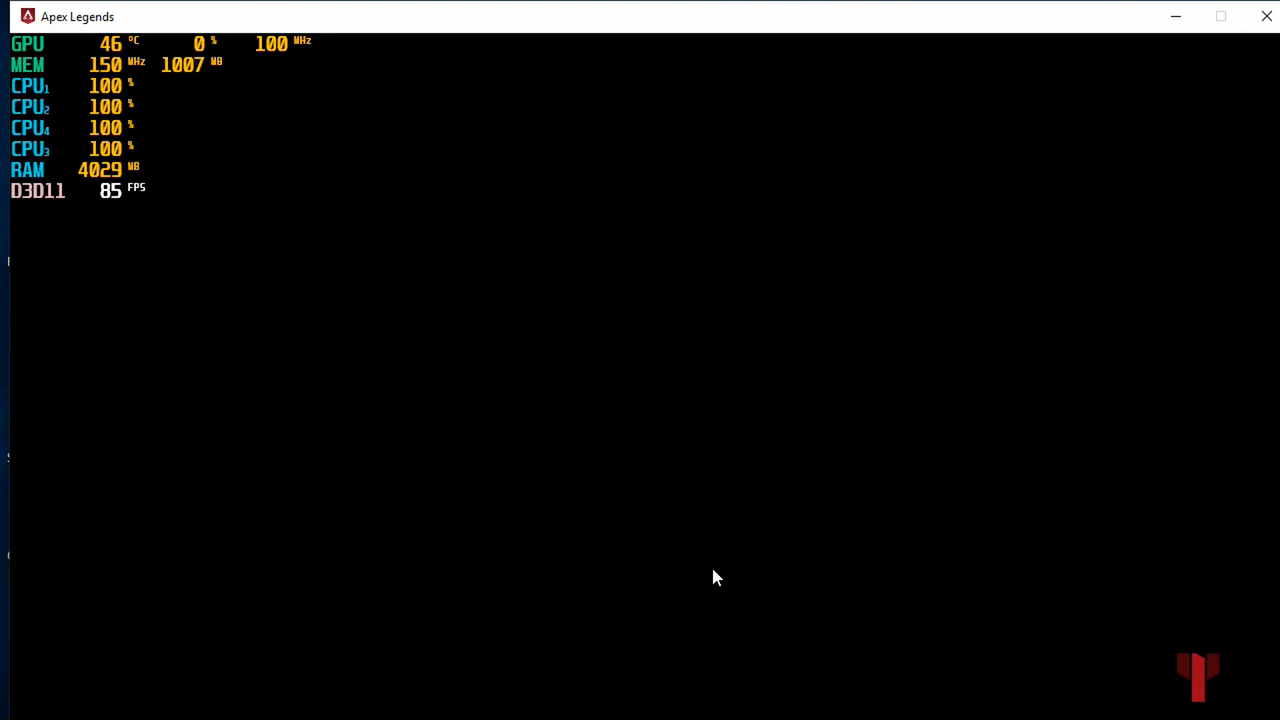 Apex Legends
GPU 46 °C 0 % 100 MHz
MEM 150 MHz 1007 MB
CPU1 100 %
CPU2 100 %
CPU4 100 %
CPU3 100 %
RAM 4029 MB
D3D11 85 FPS